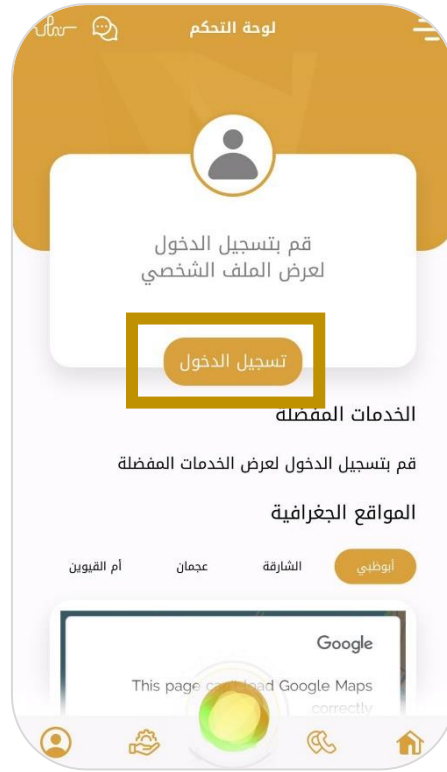 لوحة التحكم
قم بتسجيل الدخول
لعرض الملف الشخصي
تسجيل الدخول
الخدمات المفضلة
قم بتسجيل الدخول لعرض الخدمات المفضلة
المواقع الجغرافية
أبوظبي
الشارقة
عجمان
أم القيوين
Google
This page can't load Google Maps
correctly